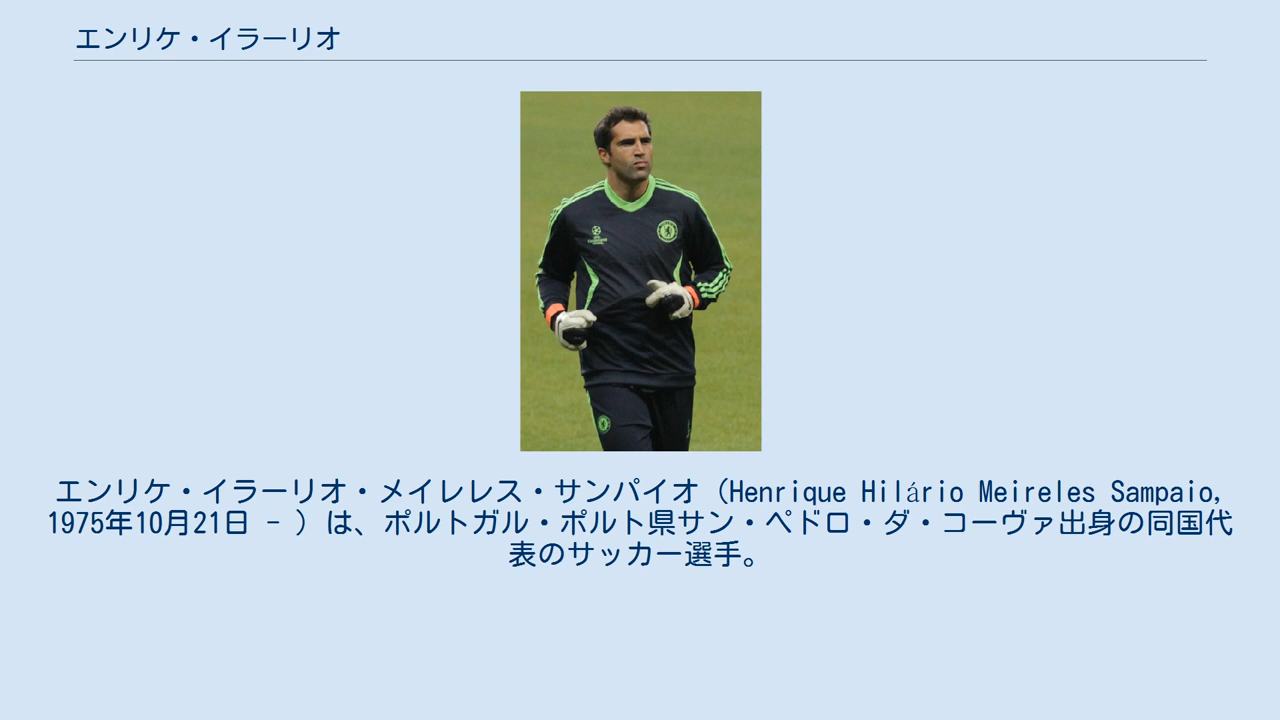 エンリケ・イラーリオ
エンリケ・イラーリオ・メイレレス・サンパイオ（Henrique Hilário Meireles Sampaio,
1975年10月21日 - ）は、ポルトガル・ポルト県サン・ペドロ・ダ・コーヴァ出身の同国代
表のサッカー選手。